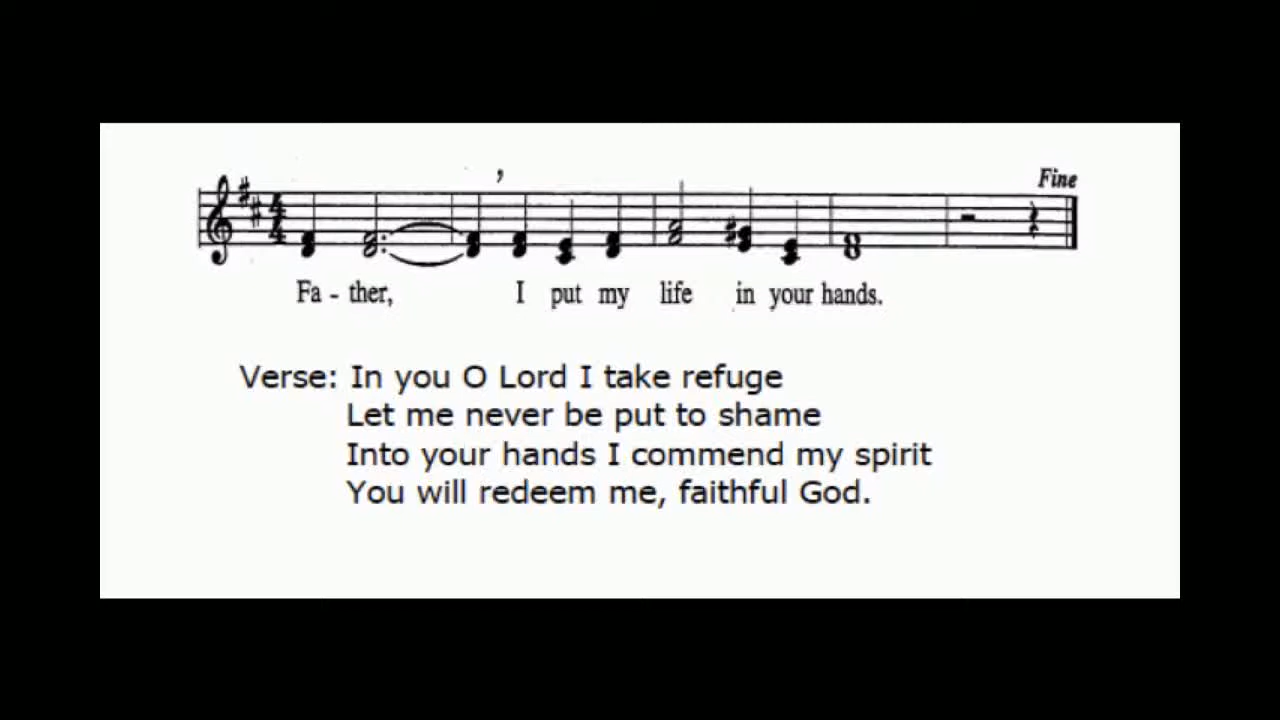 Fine
Fa - ther, I put my life in your hands.
Verse: In you O Lord I take refuge
Let me never be put to shame
Into your hands I commend my spirit
You will redeem me, faithful God.